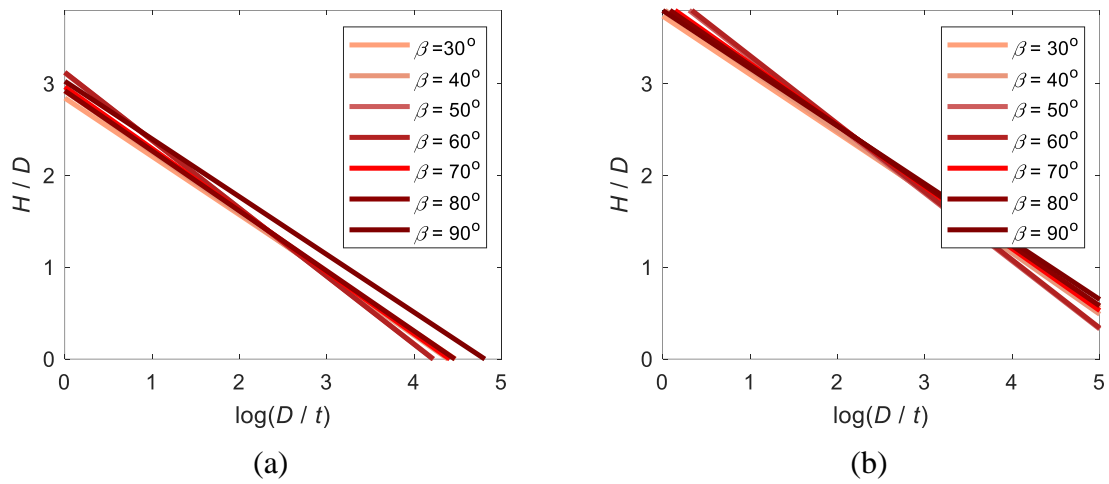 3
2
1
0
H / D
0
1
2
3
4
5
log(D / t)
β =30°
β = 40°
β = 50°
β = 60°
β = 70°
β = 80°
β = 90°
(a)
3
2
1
0
H / D
0
1
2
3
4
5
log(D / t)
β = 30°
β = 40°
β = 50°
β = 60°
β = 70°
β = 80°
β = 90°
(b)